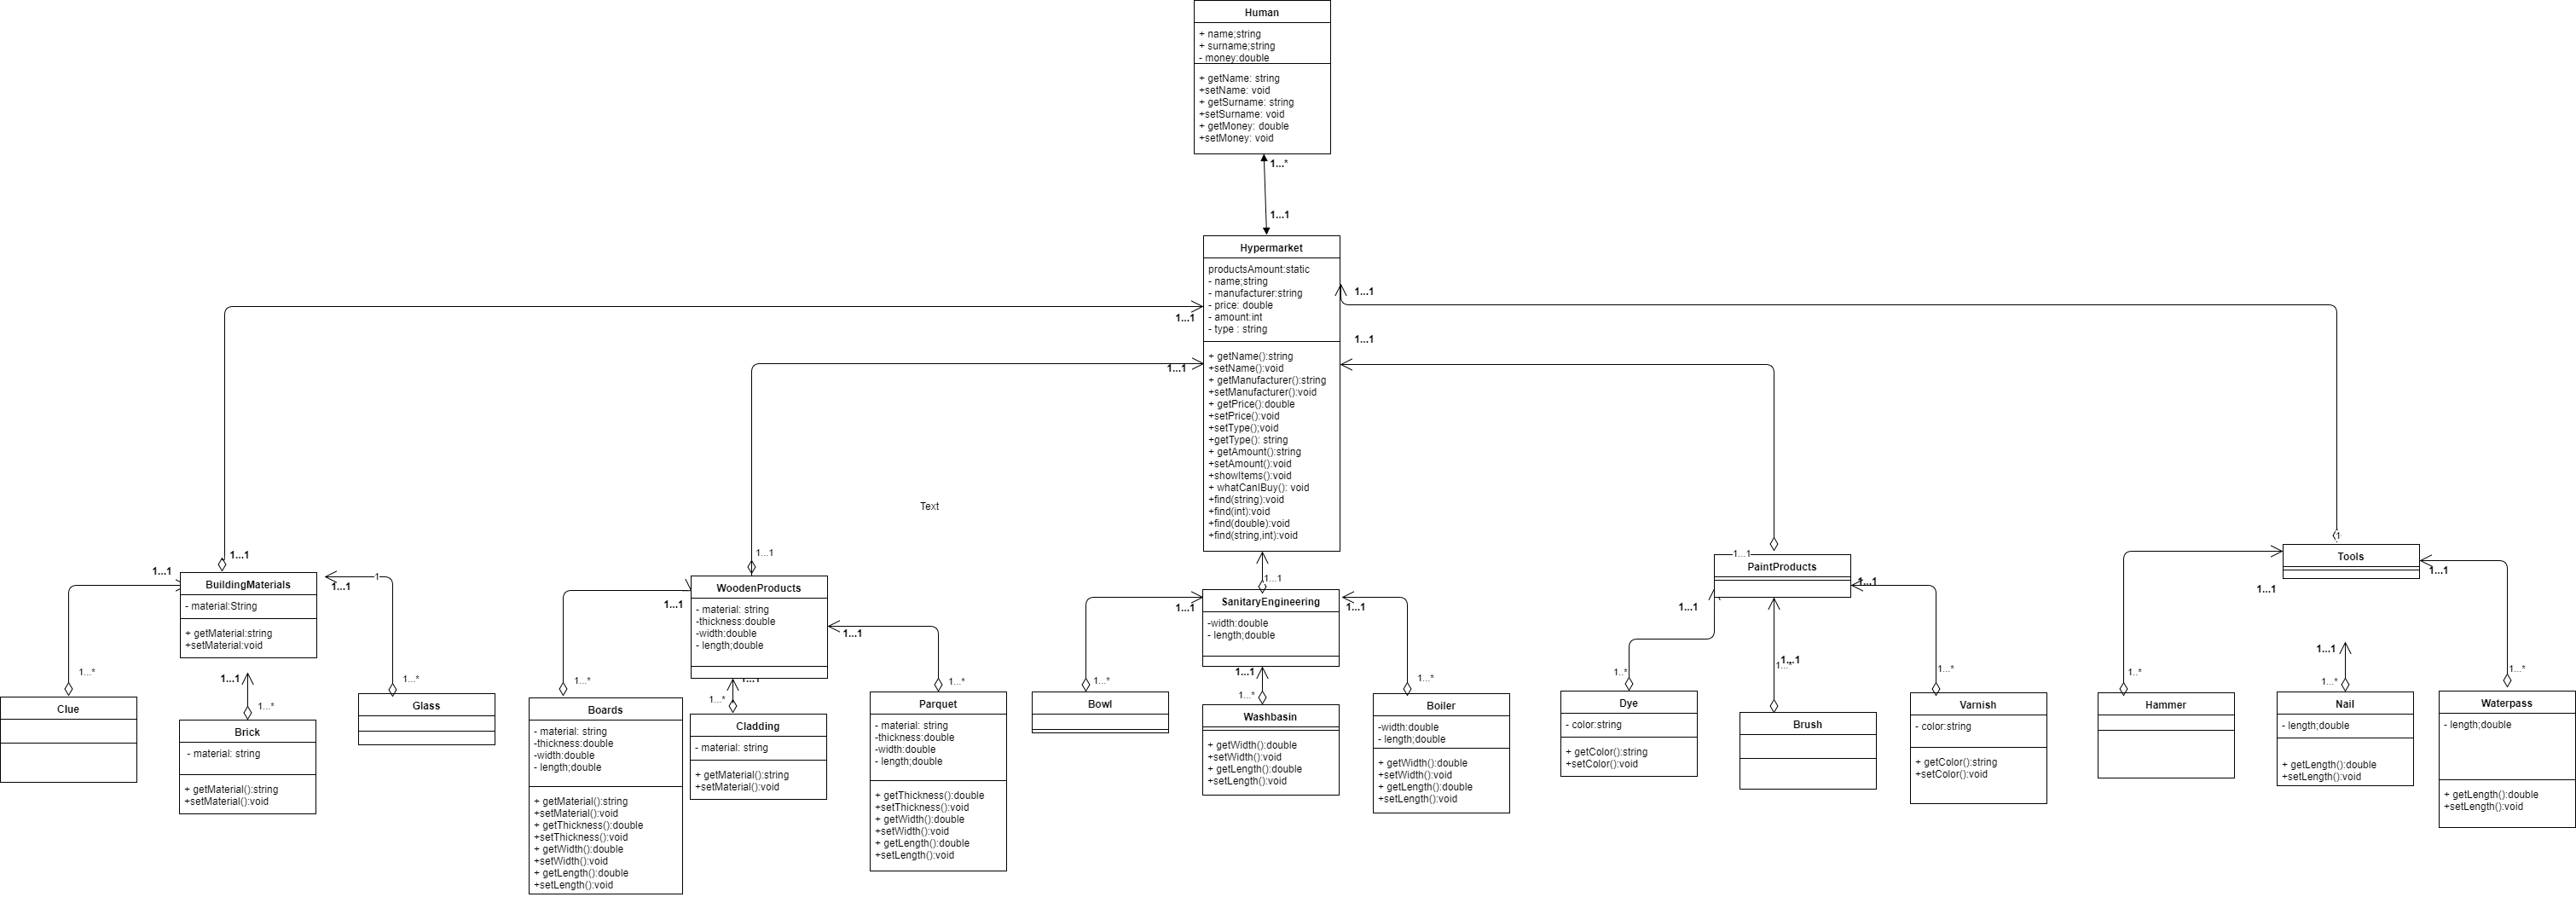 Human
+ name;string
+ surname;string
- money:double
+ getName: string
+setName: void
+ getSurname: string
+setSurname: void
+ getMoney: double
+setMoney: void
1...*
1...1
Hypermarket
productsAmount:static
- name;string
- manufacturer:string
- price: double
- amount:int
- type : string
+ getName():string
+setName():void
+ getManufacturer():string
+setManufacturer():void
+ getPrice():double
+setPrice():void
+setType();void
+getType(): string
+ getAmount():string
+setAmount():void
+showItems():void
+ whatCanIBuy(): void
+find(string):void
+find(int):void
+find(double):void
+find(string,int):void
1...1
1...1
1...1
1...1
Text
1...1
1...1
BuildingMaterials
- material:String
+ getMaterial:string
+setMaterial:void
1
1...1
1...*
Clue
1...1
1...*
Brick
- material: string
+ getMaterial():string
+setMaterial():void
1...*
Glass
1...1
WoodenProducts
- material: string
-thickness:double
-width:double
- length;double
1...1
1...1
1...*
Boards
- material: string
-thickness:double
-width:double
- length;double
+ getMaterial():string
+setMaterial():void
+ getThickness():double
+setThickness():void
+ getWidth():double
+setWidth():void
+ getLength():double
+setLength():void
1...1
1...*
Cladding
- material: string
+ getMaterial():string
+setMaterial():void
1...*
Parquet
- material: string
-thickness:double
-width:double
- length;double
+ getThickness():double
+setThickness():void
+ getWidth():double
+setWidth():void
+ getLength():double
+setLength():void
1...1
SanitaryEngineering
-width:double
- length;double
1...1
1...1
1...*
Bowl
1...1
1...*
Washbasin
+ getWidth():double
+setWidth():void
+ getLength():double
+setLength():void
1...*
Boiler
-width:double
- length;double
+ getWidth():double
+setWidth():void
+ getLength():double
+setLength():void
1...1
PaintProducts
1...1
1...1
1..*
Dye
- color:string
+ getColor():string
+setColor():void
1...1
1...*
Brush
1...*
Varnish
- color:string
+ getColor():string
+setColor():void
1
Tools
1...1
1...1
1..*
Hammer
1...1
1...*
Nail
- length;double
+ getLength():double
+setLength():void
1...*
Waterpass
- length;double
+ getLength():double
+setLength():void